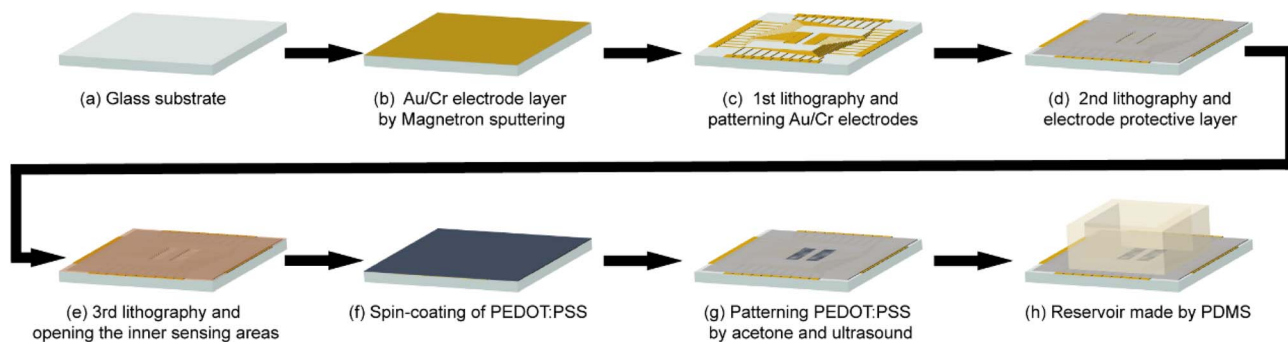 (a) Glass substrate
(b) Au/Cr electrode layer
by Magnetron sputtering
(c) 1st lithography and
patterning Au/Cr electrodes
(d) 2nd lithography and
electrode protective layer
(e) 3rd lithography and
opening the inner sensing areas
(f) Spin-coating of PEDOT:PSS
(g) Patterning PEDOT:PSS
by acetone and ultrasound
(h) Reservoir made by PDMS